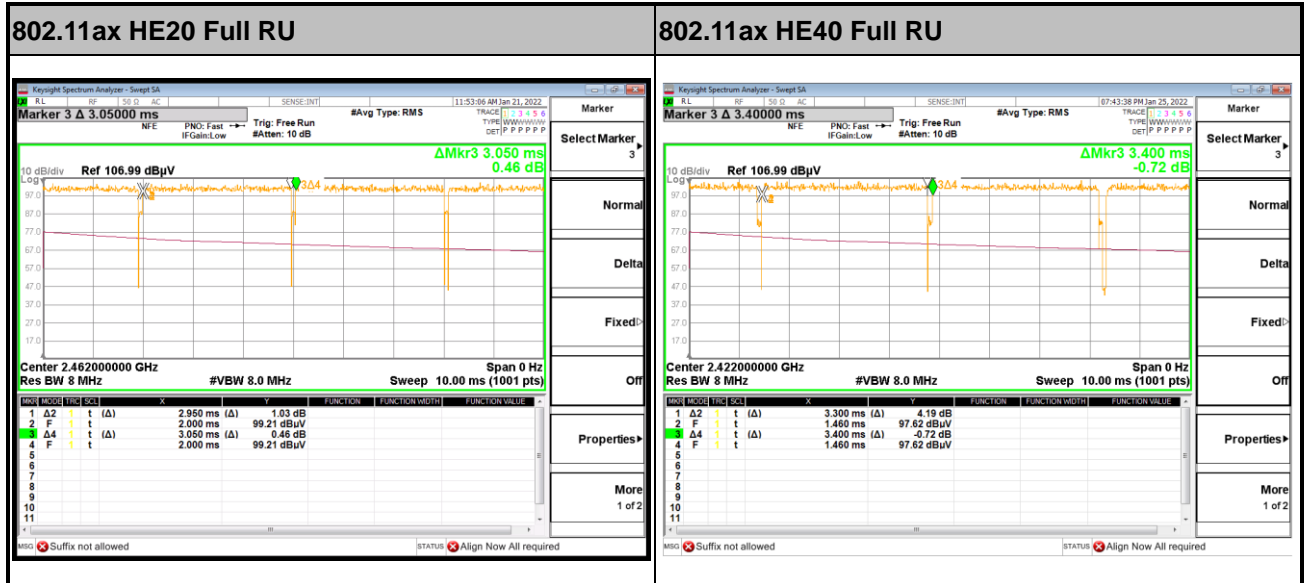 802.11ax HE20 Full RU
802.11ax HE40 Full RU
Keysight Spectrum Analyzer - Swept SA
RL RF 50 Ω AC SENSE:INT 11:53:06 AM Jan 21, 2022
Marker 3 Δ 3.05000 ms
NFE PNO: Fast Trig: Free Run #Avg Type: RMS
IFGain:Low #Atten: 10 dB
TRACE 1 2 3 4 5 6
TYPE
DET P P P P P P
ΔMkr3 3.050 ms
0.46 dB
10 dB/div Ref 106.99 dBµV
Log
97.0
87.0
77.0
67.0
57.0
47.0
37.0
27.0
17.0
3Δ4
Center 2.462000000 GHz Span 0 Hz
Res BW 8 MHz #VBW 8.0 MHz Sweep 10.00 ms (1001 pts)
MKR MODE TRC SCL X Y FUNCTION FUNCTION WIDTH FUNCTION VALUE
1 Δ2 1 t (Δ) 2.950 ms (Δ) 1.03 dB
2 F 1 t 2.000 ms 99.21 dBµV
3 Δ4 1 t (Δ) 3.050 ms (Δ) 0.46 dB
4 F 1 t 2.000 ms 99.21 dBµV
5
6
7
8
9
10
11
MSG Suffix not allowed STATUS Align Now All required
Marker
Select Marker
3
Normal
Delta
Fixed
Off
Properties
More
1 of 2
Keysight Spectrum Analyzer - Swept SA
RL RF 50 Ω AC SENSE:INT 07:43:38 PM Jan 25, 2022
Marker 3 Δ 3.40000 ms
NFE PNO: Fast Trig: Free Run #Avg Type: RMS
IFGain:Low #Atten: 10 dB
TRACE 1 2 3 4 5 6
TYPE
DET P P P P P P
ΔMkr3 3.400 ms
-0.72 dB
10 dB/div Ref 106.99 dBµV
Log
97.0
87.0
77.0
67.0
57.0
47.0
37.0
27.0
17.0
3Δ4
Center 2.422000000 GHz Span 0 Hz
Res BW 8 MHz #VBW 8.0 MHz Sweep 10.00 ms (1001 pts)
MKR MODE TRC SCL X Y FUNCTION FUNCTION WIDTH FUNCTION VALUE
1 Δ2 1 t (Δ) 3.300 ms (Δ) 4.19 dB
2 F 1 t 1.460 ms 97.62 dBµV
3 Δ4 1 t (Δ) 3.400 ms (Δ) -0.72 dB
4 F 1 t 1.460 ms 97.62 dBµV
5
6
7
8
9
10
11
MSG Suffix not allowed STATUS Align Now All required
Marker
Select Marker
3
Normal
Delta
Fixed
Off
Properties
More
1 of 2